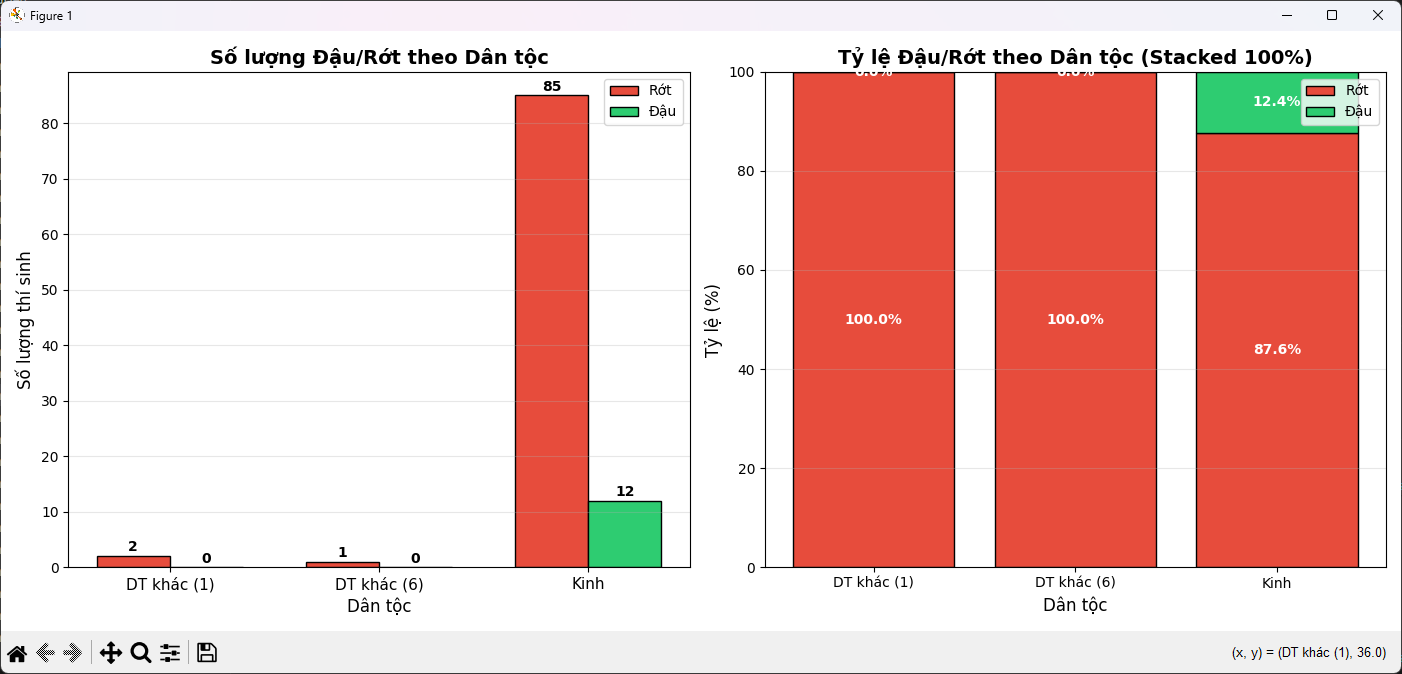 Figure 1
Số lượng Đậu/Rớt theo Dân tộc
Rớt
Đậu
85
12
2
0
1
0
80
70
60
50
40
30
20
10
0
Số lượng thí sinh
DT khác (1)
DT khác (6)
Kinh
Dân tộc
Tỷ lệ Đậu/Rớt theo Dân tộc (Stacked 100%)
Rớt
Đậu
0.0%
0.0%
12.4%
100.0%
100.0%
87.6%
100
80
60
40
20
0
Tỷ lệ (%)
DT khác (1)
DT khác (6)
Kinh
Dân tộc
(x, y) = (DT khác (1), 36.0)